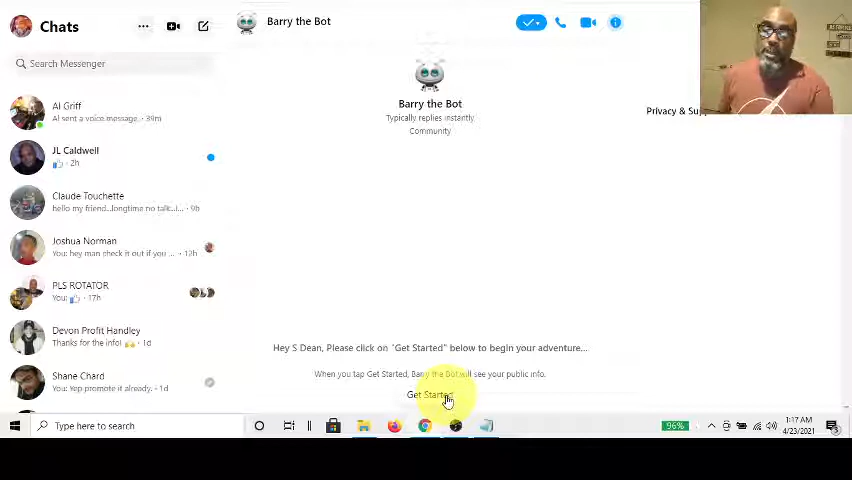 Chats
Barry the Bot
Search Messenger
Al Griff
Al sent a voice message. · 39m
JL Caldwell
· 2h
Claude Touchette
hello my friend...longtime no talk...i... · 9h
Joshua Norman
You: hey man check it out if you ... · 12h
PLS ROTATOR
You: · 17h
Devon Profit Handley
Thanks for the info! · 1d
Shane Chard
You: Yep promote it already. · 1d
Barry the Bot
Typically replies instantly
Community
Privacy & Supp
Hey S Dean, Please click on "Get Started" below to begin your adventure....
When you tap Get Started, Barry the Bot will see your public info.
Get Started
Type here to search
96%
1:17 AM
4/23/2021
3